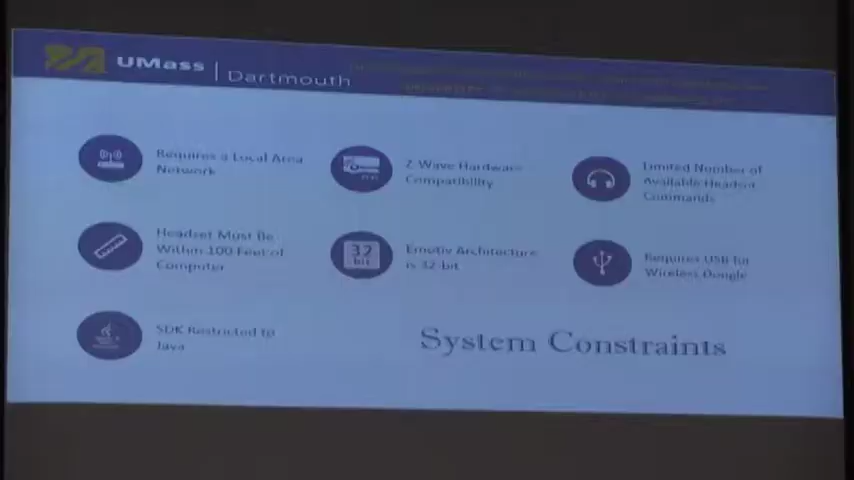 UMass | Dartmouth
Requires a Local Area
Network
Z-Wave Hardware
Compatibility
Limited Number of
Available Headset
Commands
Headset Must Be
Within 100 Feet of
Computer
32
bit
Emotiv Architecture
is 32-bit
Requires USB for
Wireless Dongle
SDK Restricted to
Java
System Constraints